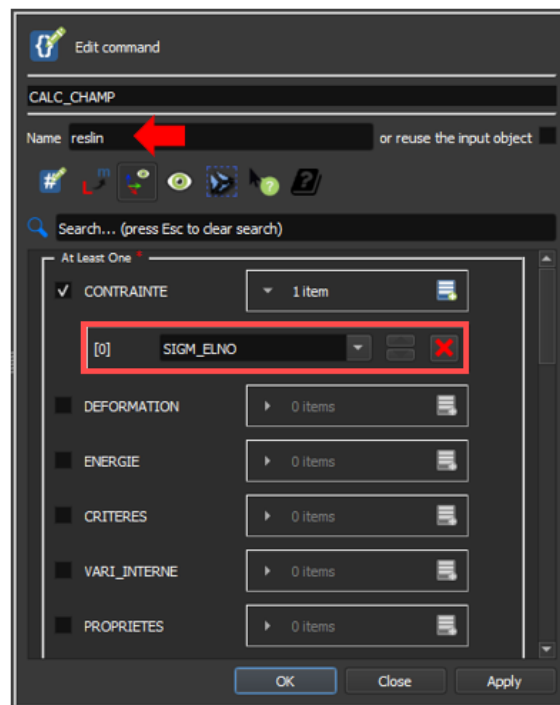 Edit command
CALC_CHAMP
Name reslin or reuse the input object
Search... (press Esc to clear search)
At Least One *
CONTRAINTE 1 item
[0] SIGM_ELNO
DEFORMATION 0 items
ENERGIE 0 items
CRITERES 0 items
VARI_INTERNE 0 items
PROPRIETES 0 items
OK Close Apply